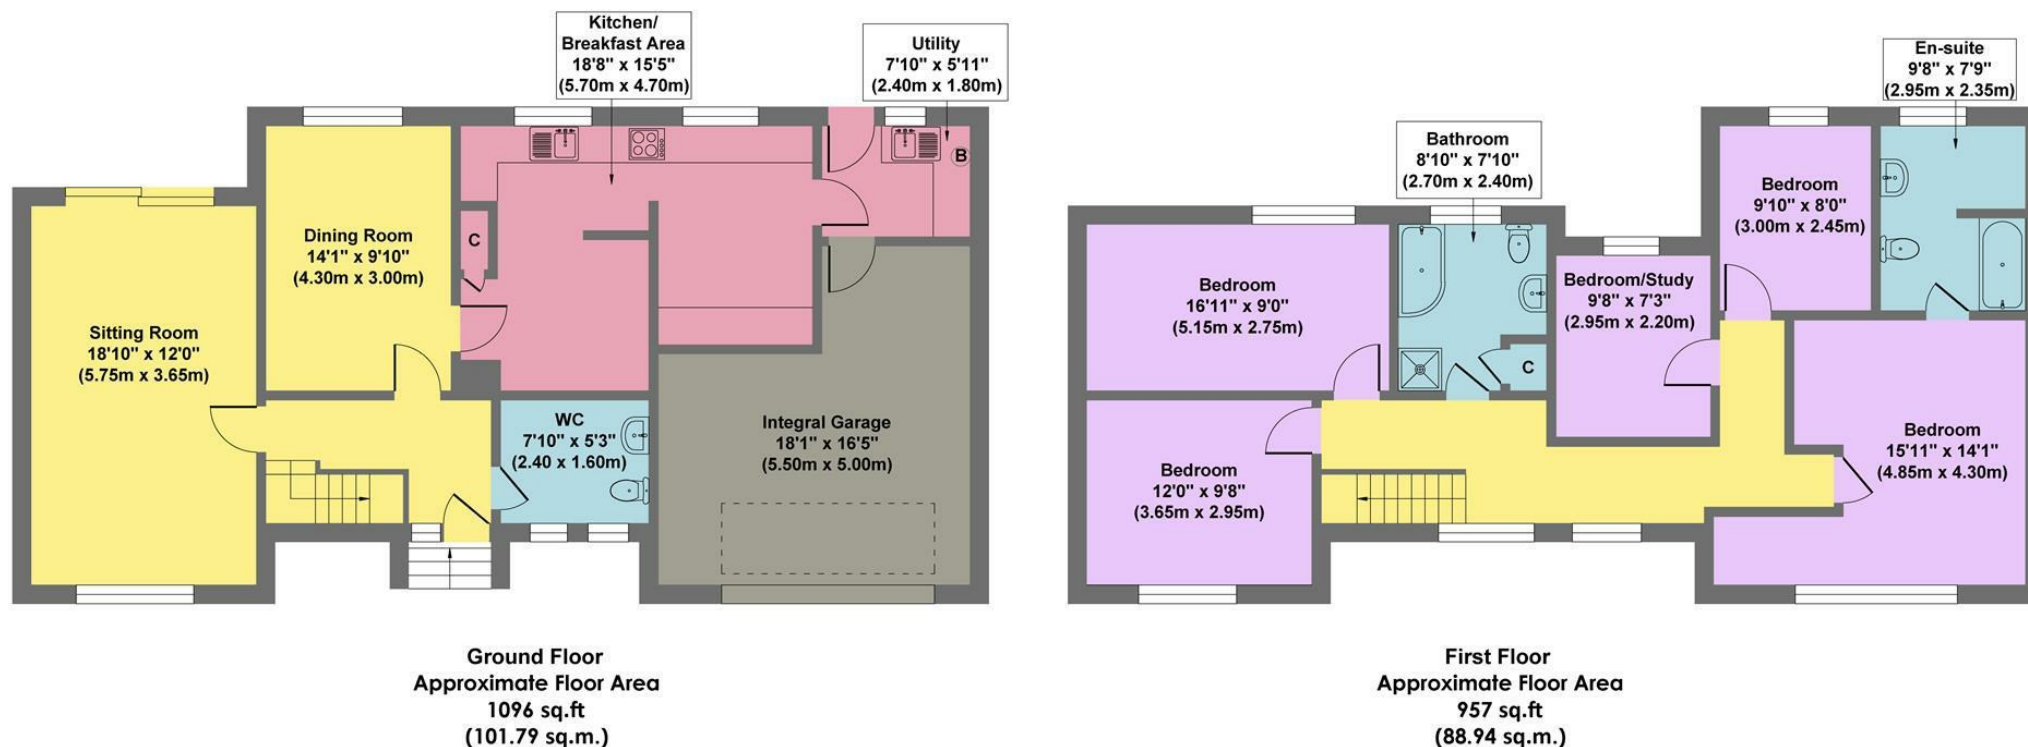 Kitchen/
Breakfast Area
18'8" x 15'5"
(5.70m x 4.70m)
Utility
7'10" x 5'11"
(2.40m x 1.80m)
B
Dining Room
14'1" x 9'10"
(4.30m x 3.00m)
C
Sitting Room
18'10" x 12'0"
(5.75m x 3.65m)
WC
7'10" x 5'3"
(2.40 x 1.60m)
Integral Garage
18'1" x 16'5"
(5.50m x 5.00m)
Ground Floor
Approximate Floor Area
1096 sq.ft
(101.79 sq.m.)
En-suite
9'8" x 7'9"
(2.95m x 2.35m)
Bathroom
8'10" x 7'10"
(2.70m x 2.40m)
Bedroom
9'10" x 8'0"
(3.00m x 2.45m)
Bedroom
16'11" x 9'0"
(5.15m x 2.75m)
Bedroom/Study
9'8" x 7'3"
(2.95m x 2.20m)
C
Bedroom
15'11" x 14'1"
(4.85m x 4.30m)
Bedroom
12'0" x 9'8"
(3.65m x 2.95m)
First Floor
Approximate Floor Area
957 sq.ft
(88.94 sq.m.)